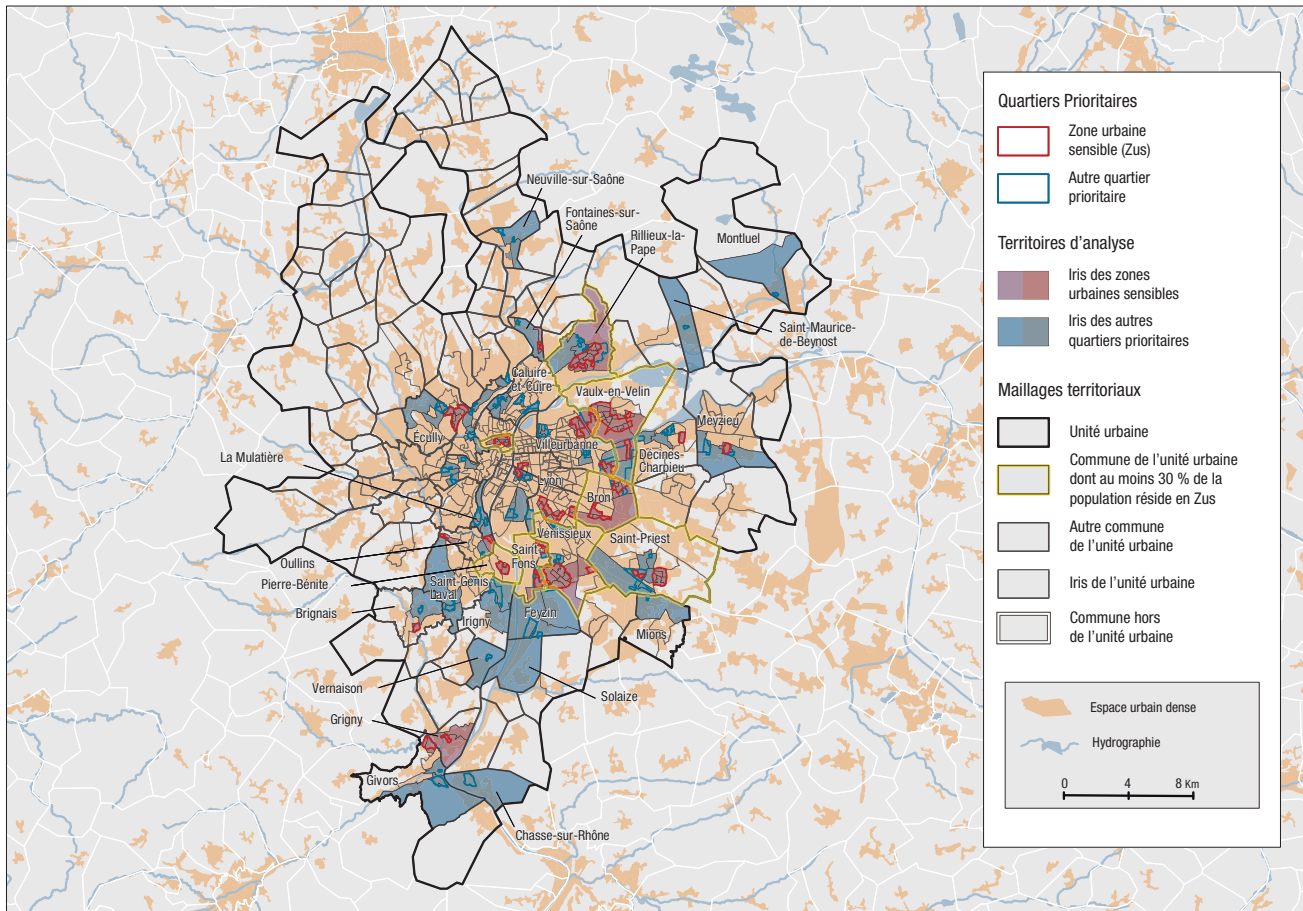 Neuville-sur-Saône
Fontaines-sur-
Saône
Rillieux-la-
Pape
Montluel
Saint-Maurice-
de-Beynost
Caluire-
et-Cuire
Vaulx-en-Velin
Meyzieu
Écully
Villeurbanne
Décines-
Charbieu
La Mulatière
Lyon
Bron
Vénissieux
Saint-Priest
Saint-
Fons
Oullins
Pierre-Bénite
Saint-Genis
Laval
Brignais
Irigny
Feyzin
Mions
Vernaison
Solaize
Grigny
Givors
Chasse-sur-Rhône
Quartiers Prioritaires
Zone urbaine
sensible (Zus)
Autre quartier
prioritaire
Territoires d'analyse
Iris des zones
urbaines sensibles
Iris des autres
quartiers prioritaires
Maillages territoriaux
Unité urbaine
Commune de l'unité urbaine
dont au moins 30 % de la
population réside en Zus
Autre commune
de l'unité urbaine
Iris de l'unité urbaine
Commune hors
de l'unité urbaine
Espace urbain dense
Hydrographie
0 4 8 Km